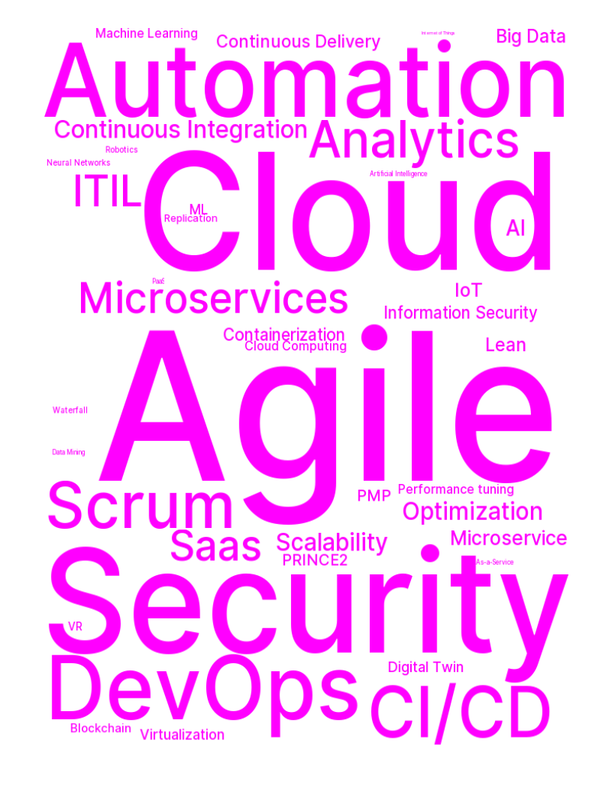 Machine Learning
Continuous Delivery
Internet of Things
Big Data
Automation
Continuous Integration
Analytics
Robotics
Neural Networks
Artificial Intelligence
ITIL
Cloud
ML
Replication
AI
PaaS
Microservices
IoT
Information Security
Containerization
Cloud Computing
Lean
Agile
Waterfall
Data Mining
Scrum
PMP
Performance tuning
Optimization
Saas
Scalability
Microservice
PRINCE2
As-a-Service
Security
VR
DevOps
Digital Twin
CI/CD
Blockchain
Virtualization